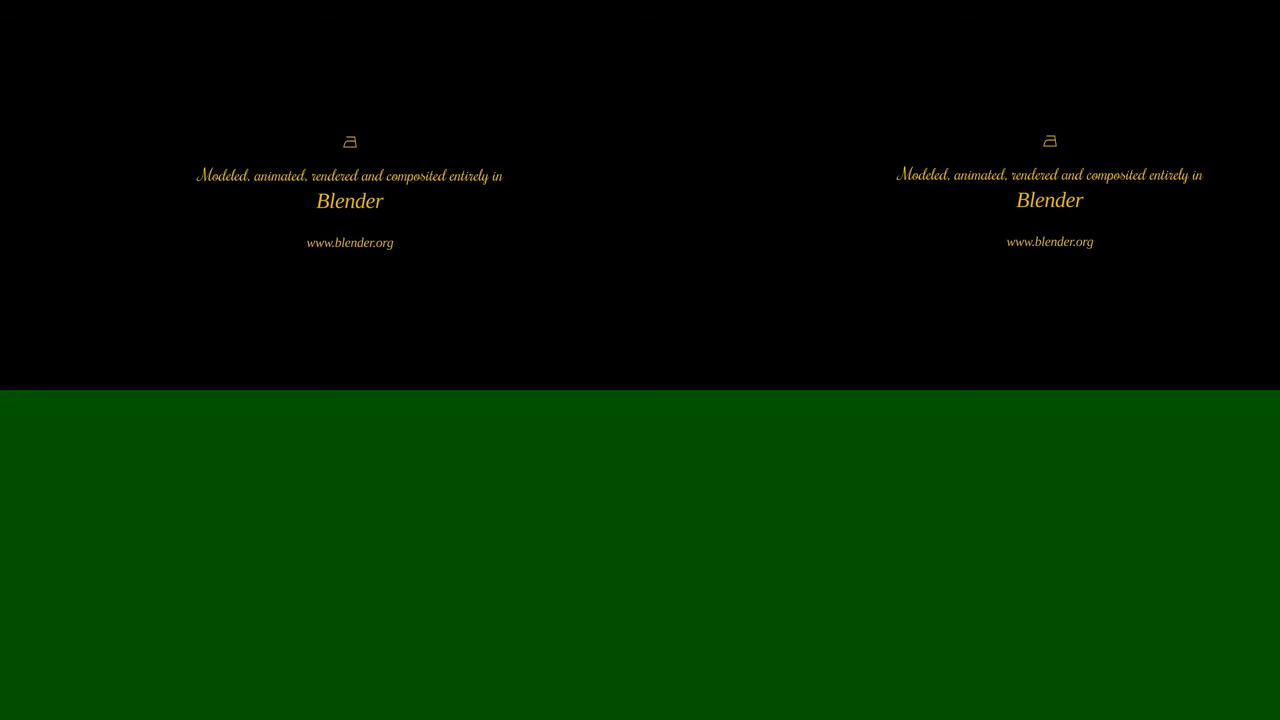 Modeled, animated, rendered and composited entirely in
Blender
www.blender.org
Modeled, animated, rendered and composited entirely in
Blender
www.blender.org